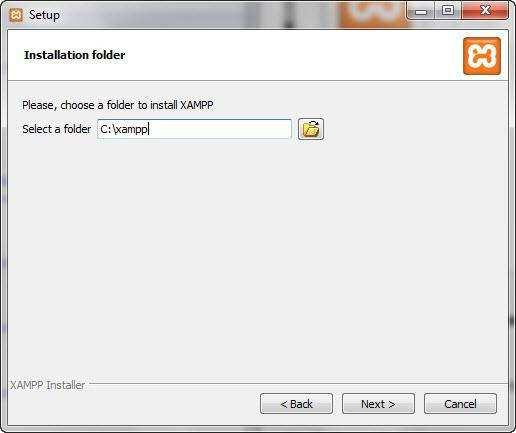 Setup
Installation folder
Please, choose a folder to install XAMPP
Select a folder C:\xampp
XAMPP Installer
< Back Next > Cancel